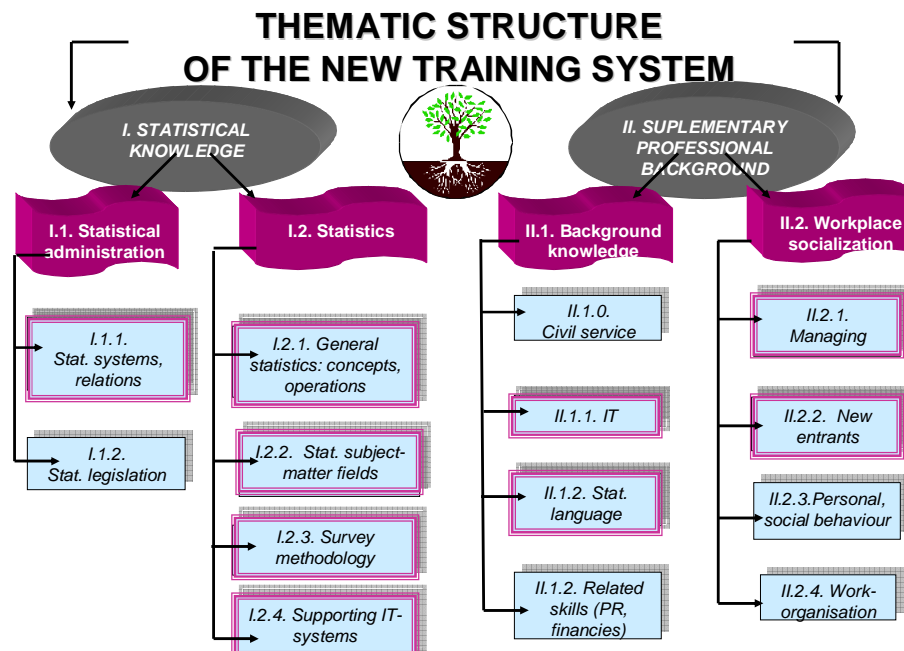 THEMATIC STRUCTURE
OF THE NEW TRAINING SYSTEM
I. STATISTICAL
KNOWLEDGE
II. SUPLEMENTARY
PROFESSIONAL
BACKGROUND
I.1. Statistical
administration
I.1.1.
Stat. systems,
relations
I.1.2.
Stat. legislation
I.2. Statistics
I.2.1. General
statistics: concepts,
operations
I.2.2. Stat. subject-
matter fields
I.2.3. Survey
methodology
I.2.4. Supporting IT-
systems
II.1. Background
knowledge
II.1.0.
Civil service
II.1.1. IT
II.1.2. Stat.
language
II.1.2. Related
skills (PR,
financies)
II.2. Workplace
socialization
II.2.1.
Managing
II.2.2. New
entrants
II.2.3.Personal,
social behaviour
II.2.4. Work-
organisation